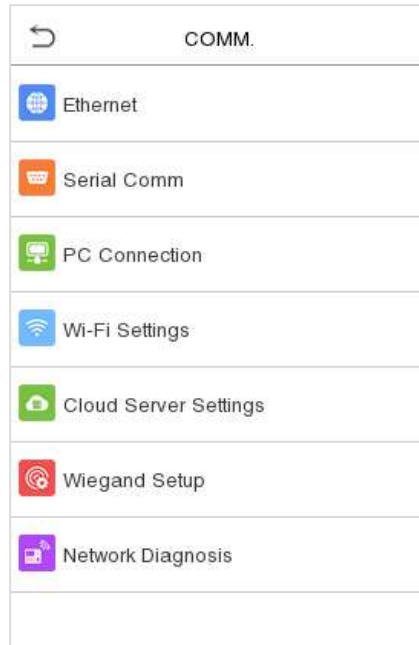 COMM.
Ethernet
Serial Comm
PC Connection
Wi-Fi Settings
Cloud Server Settings
Wiegand Setup
Network Diagnosis